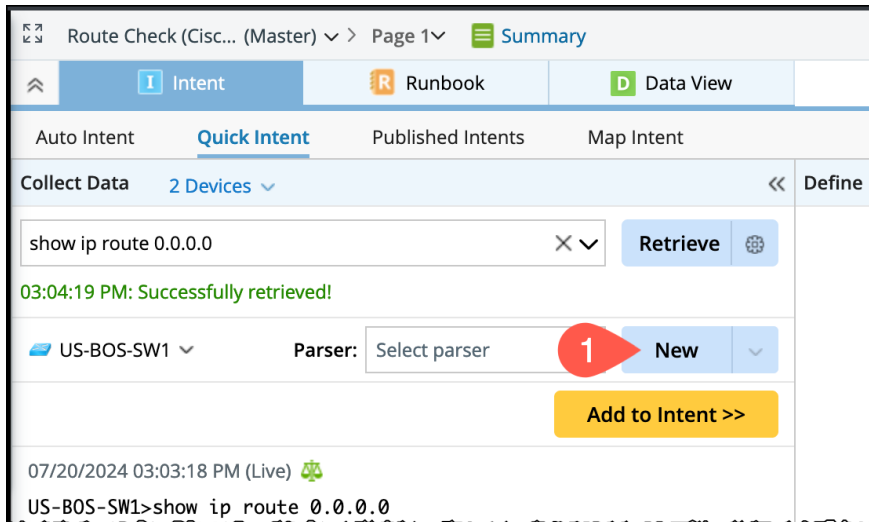 Route Check (Cisc... (Master) > Page 1 Summary
I Intent R Runbook D Data View
Auto Intent Quick Intent Published Intents Map Intent
Collect Data 2 Devices Define
show ip route 0.0.0.0 Retrieve
03:04:19 PM: Successfully retrieved!
US-BOS-SW1 Parser: Select parser 1 New
Add to Intent >>
07/20/2024 03:03:18 PM (Live)
US-BOS-SW1>show ip route 0.0.0.0